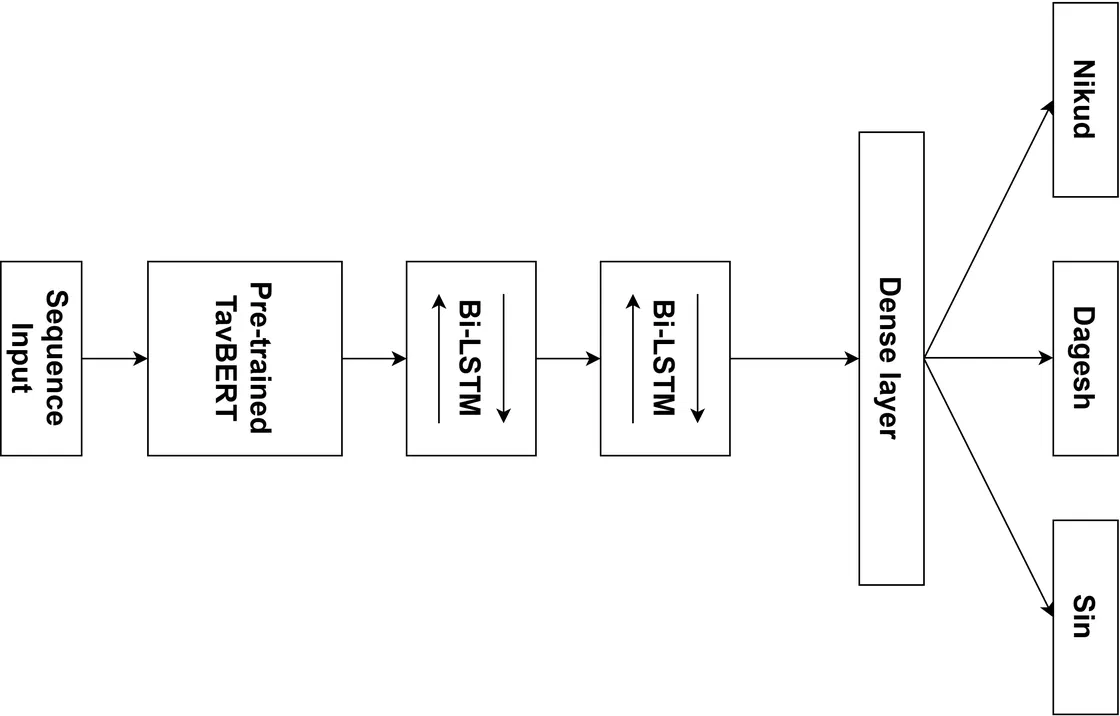 Sequence
Input
Pre-trained
TavBERT
Bi-LSTM
Bi-LSTM
Dense layer
Nikud
Dagesh
Sin